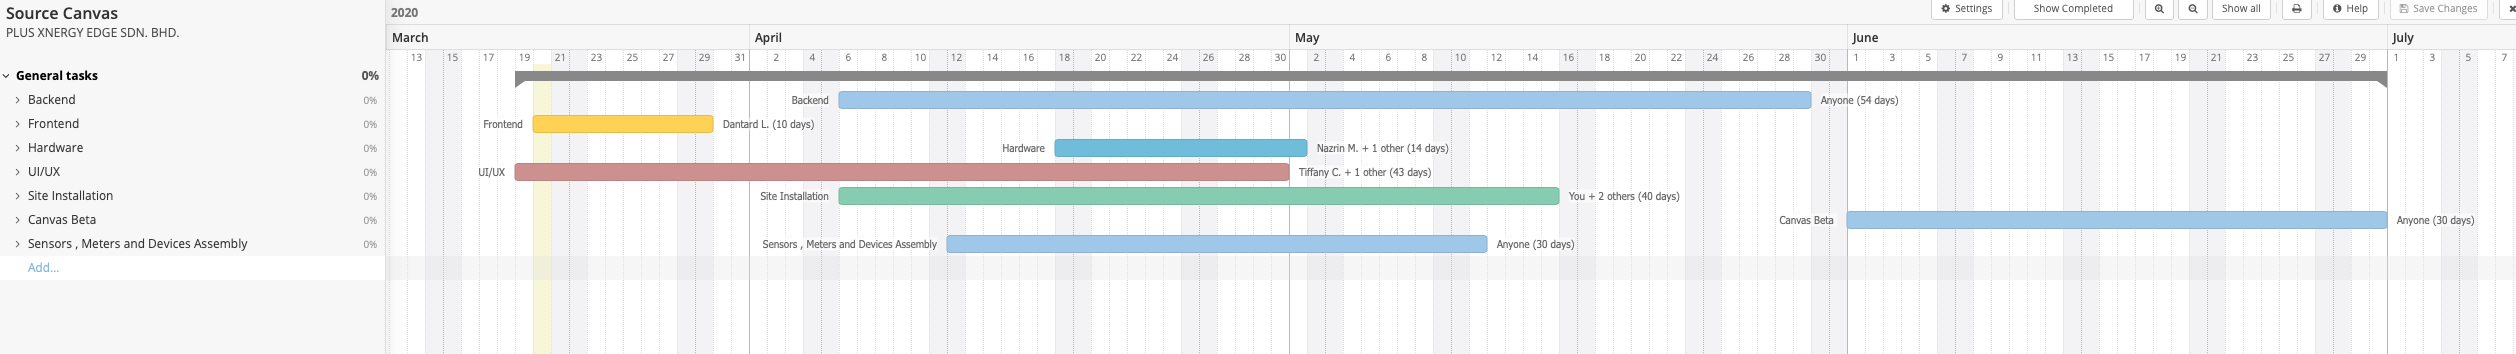 Source Canvas
PLUS XNERGY EDGE SDN. BHD.
2020
Settings Show Completed Show all Help Save Changes
March April May June July
13 15 17 19 21 23 25 27 29 31 2 4 6 8 10 12 14 16 18 20 22 24 26 28 30 2 4 6 8 10 12 14 16 18 20 22 24 26 28 30 1 3 5 7 9 11 13 15 17 19 21 23 25 27 29 1 3 5 7
General tasks 0%
Backend 0% Backend Anyone (54 days)
Frontend 0% Frontend Dantard L. (10 days)
Hardware 0% Hardware Nazrin M. + 1 other (14 days)
UI/UX 0% UI/UX Tiffany C. + 1 other (43 days)
Site Installation 0% Site Installation You + 2 others (40 days)
Canvas Beta 0% Canvas Beta Anyone (30 days)
Sensors , Meters and Devices Assembly 0% Sensors , Meters and Devices Assembly Anyone (30 days)
Add...